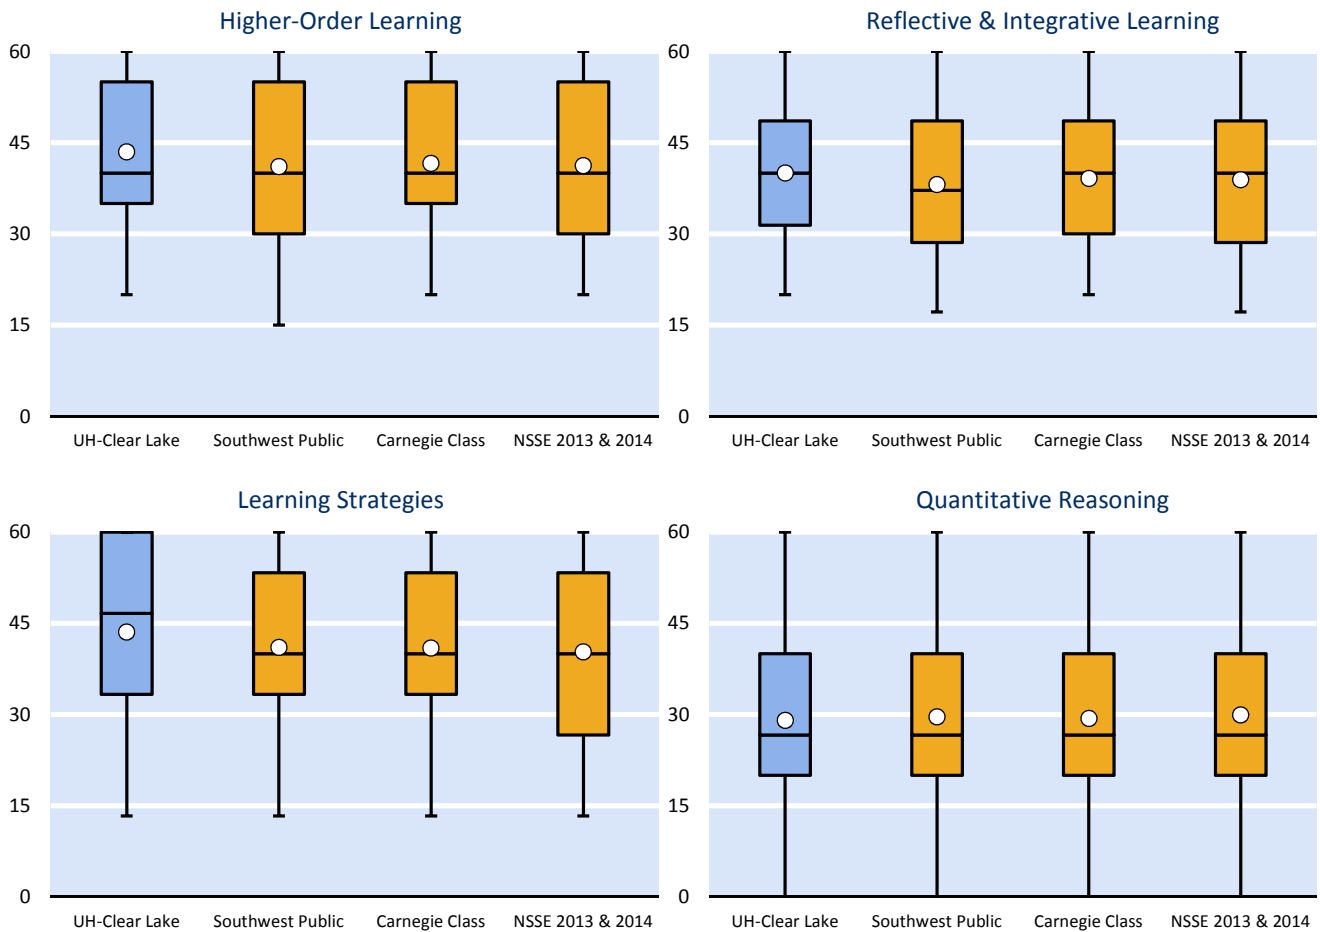 Higher-Order Learning
60
45
30
15
0
UH-Clear Lake Southwest Public Carnegie Class NSSE 2013 & 2014
Reflective & Integrative Learning
60
45
30
15
0
UH-Clear Lake Southwest Public Carnegie Class NSSE 2013 & 2014
Learning Strategies
60
45
30
15
0
UH-Clear Lake Southwest Public Carnegie Class NSSE 2013 & 2014
Quantitative Reasoning
60
45
30
15
0
UH-Clear Lake Southwest Public Carnegie Class NSSE 2013 & 2014